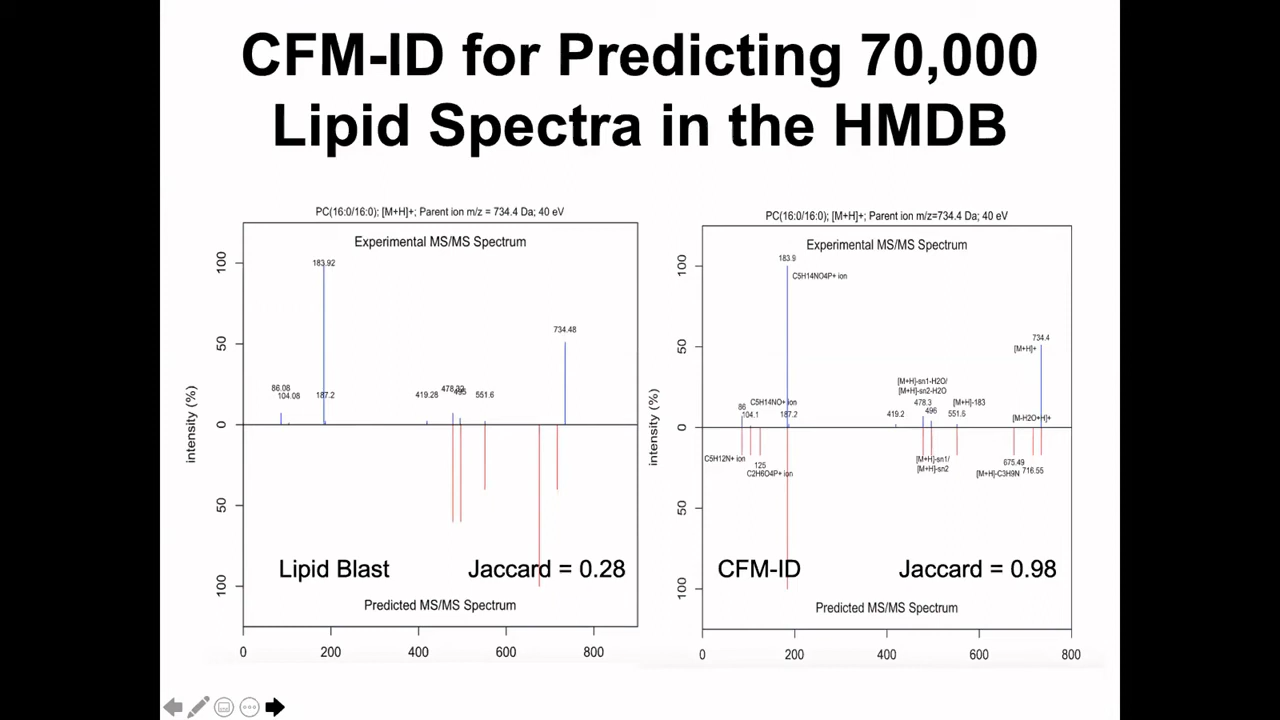 CFM-ID for Predicting 70,000
Lipid Spectra in the HMDB
PC(16:0/16:0); [M+H]+; Parent ion m/z = 734.4 Da; 40 eV
Experimental MS/MS Spectrum
100
50
0
50
100
intensity (%)
183.92
734.48
86.08
104.08
187.2
419.28
478.32
495
551.6
Lipid Blast
Jaccard = 0.28
Predicted MS/MS Spectrum
0
200
400
600
800
PC(16:0/16:0); [M+H]+; Parent ion m/z=734.4 Da; 40 eV
Experimental MS/MS Spectrum
100
50
0
50
100
intensity (%)
183.9
C5H14NO4P+ ion
734.4
[M+H]+
[M+H]-sn1-H2O/
[M+H]-sn2-H2O
C5H14NO+ ion
478.3
[M+H]-183
86
104.1
187.2
419.2
496
551.6
[M-H2O+H]+
C5H12N+ ion
125
C2H6O4P+ ion
[M+H]-sn1/
[M+H]-sn2
675.49
716.55
[M+H]-C3H9N
CFM-ID
Jaccard = 0.98
Predicted MS/MS Spectrum
0
200
400
600
800